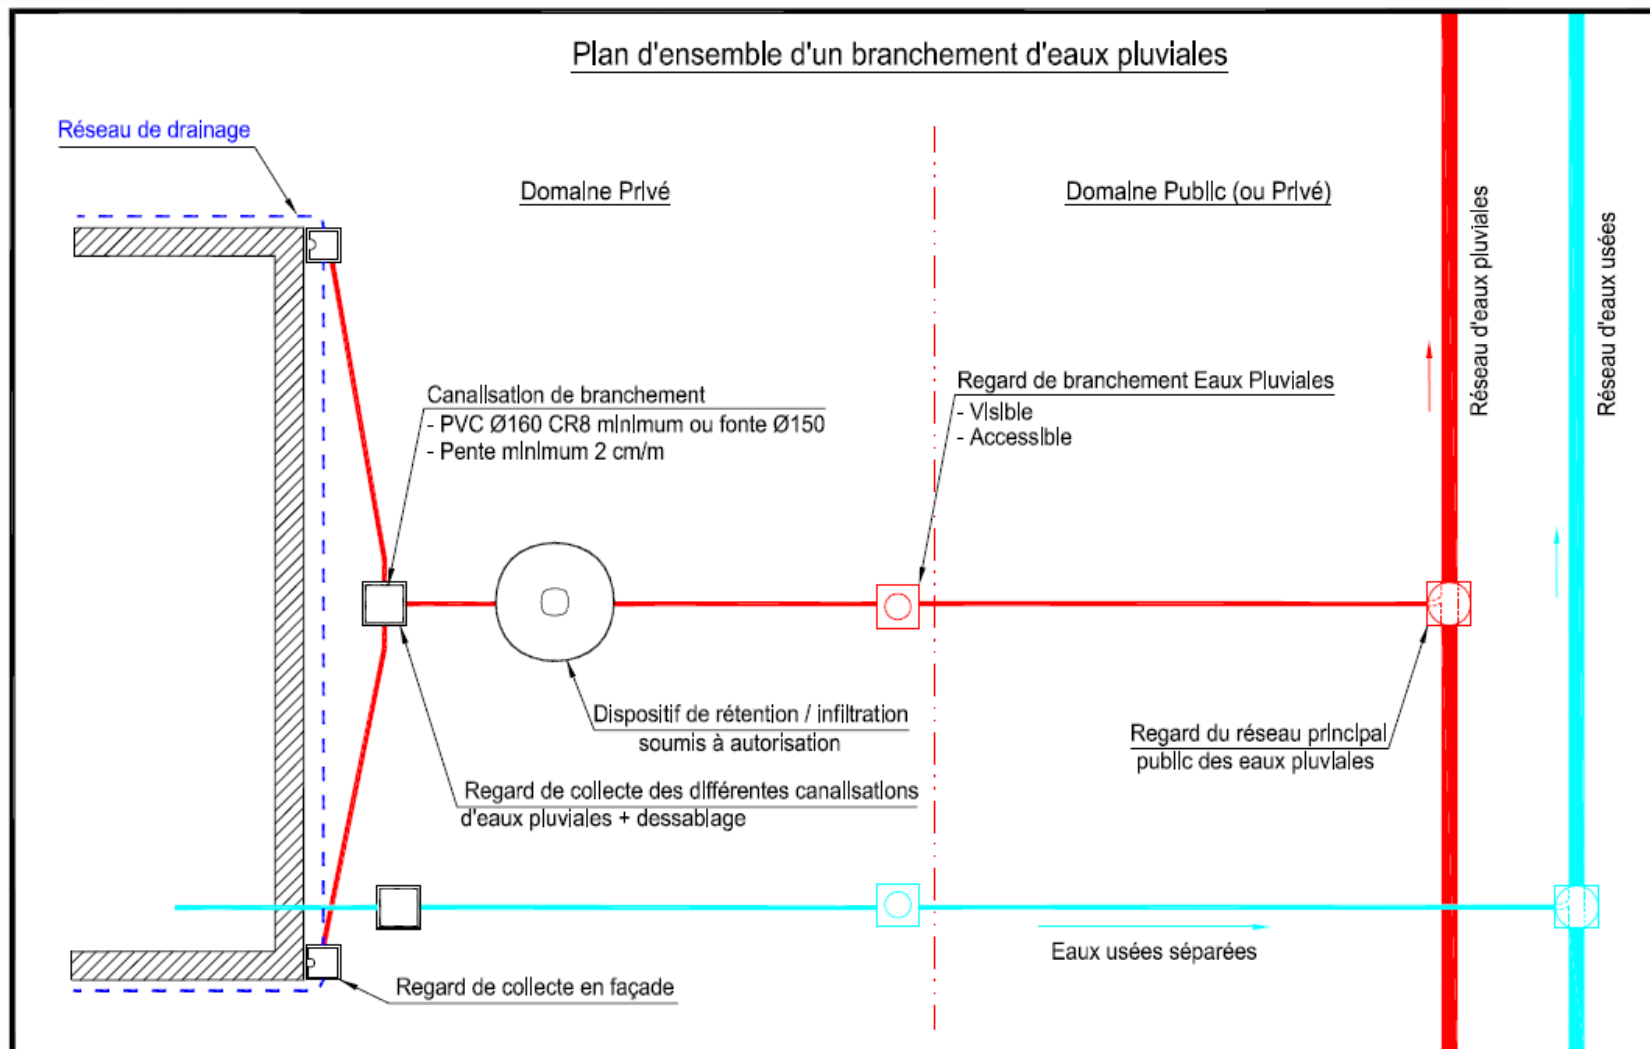 Plan d'ensemble d'un branchement d'eaux pluviales
Réseau de drainage
Domaine Privé
Domaine Public (ou Privé)
Réseau d'eaux pluviales
Réseau d'eaux usées
Canalisation de branchement
- PVC Ø160 CR8 minimum ou fonte Ø150
- Pente minimum 2 cm/m
Regard de branchement Eaux Pluviales
- Visible
- Accessible
Dispositif de rétention / infiltration
soumis à autorisation
Regard du réseau principal
public des eaux pluviales
Regard de collecte des différentes canalisations
d'eaux pluviales + dessablage
Eaux usées séparées
Regard de collecte en façade